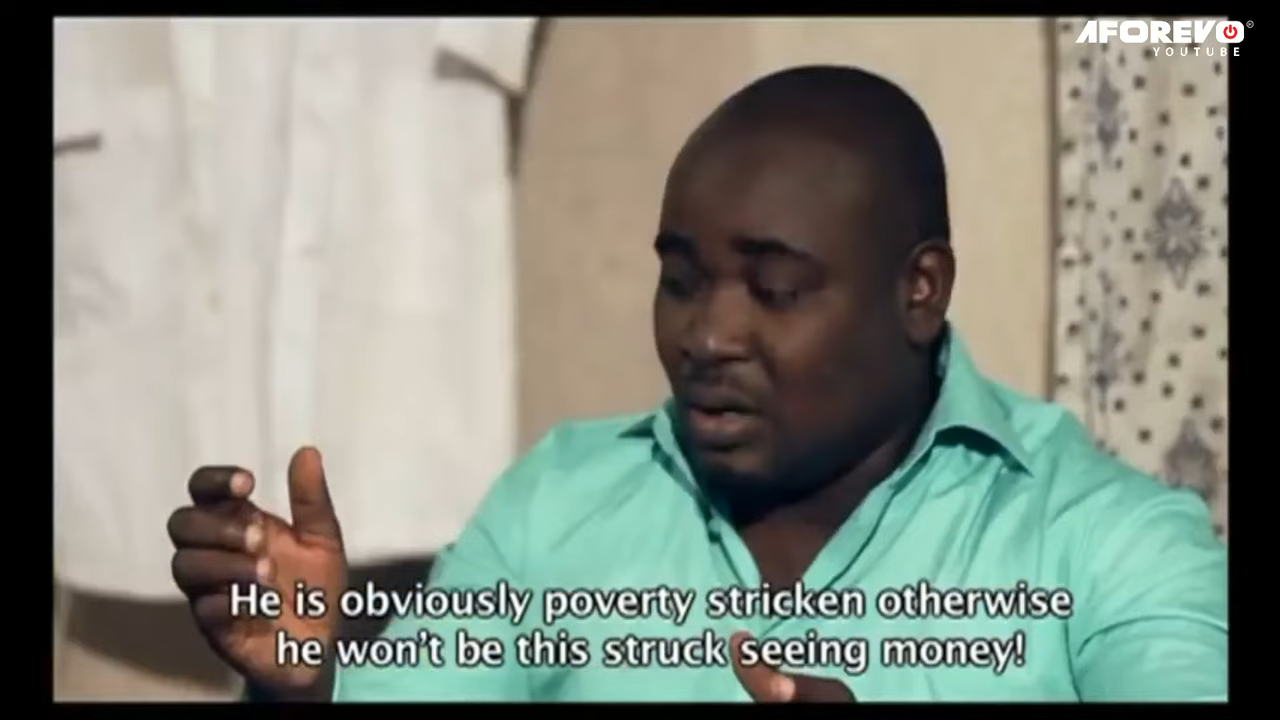 AFOREVO
YOUTUBE
He is obviously poverty stricken otherwise
he won't be this struck seeing money!